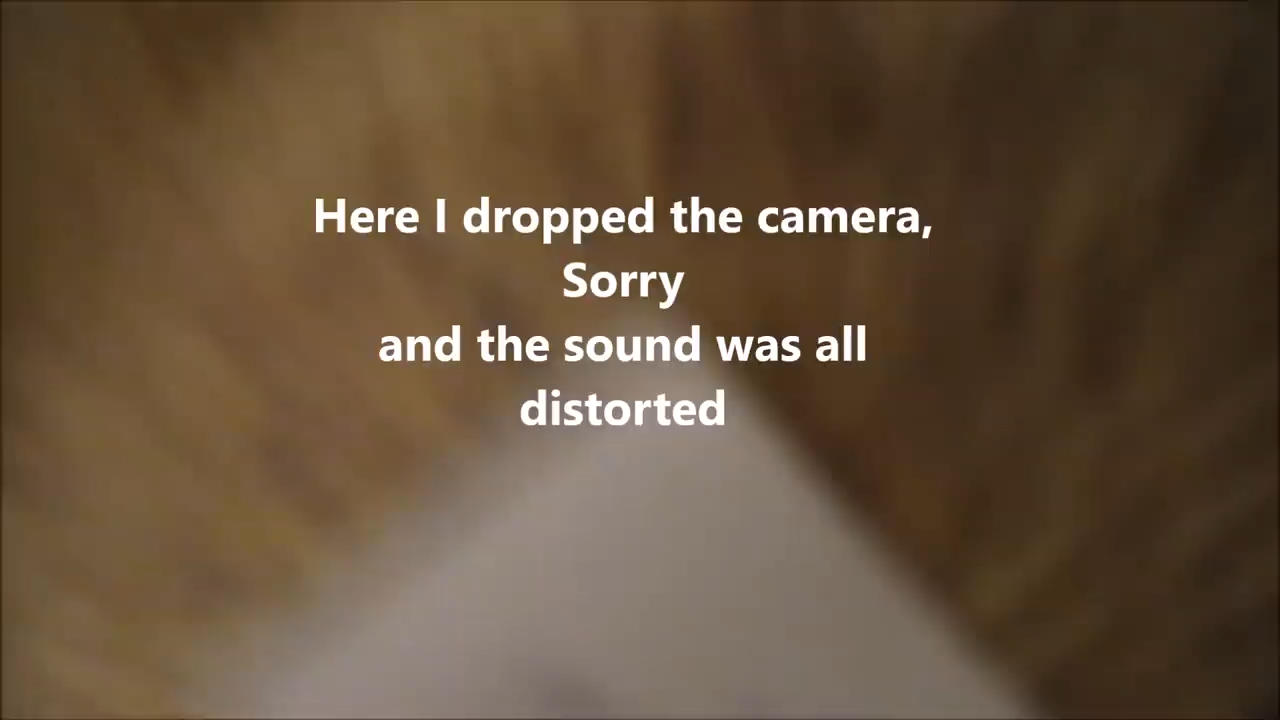 Here I dropped the camera,
Sorry
and the sound was all
distorted